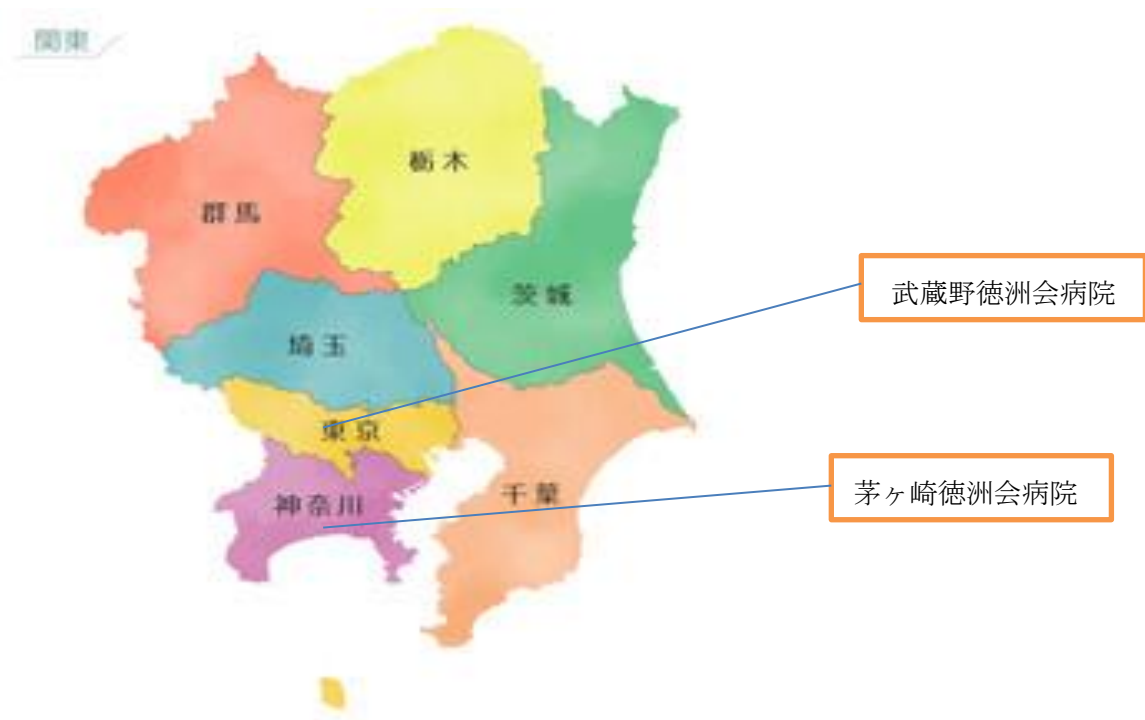 関東
栃木
群馬
茨城
武蔵野徳洲会病院
埼玉
東京
千葉
茅ヶ崎徳洲会病院
神奈川